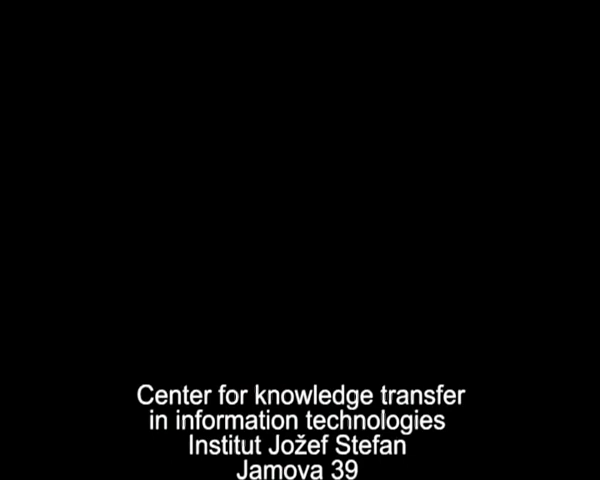 Center for knowledge transfer
in information technologies
Institut Jožef Stefan
Jamova 39